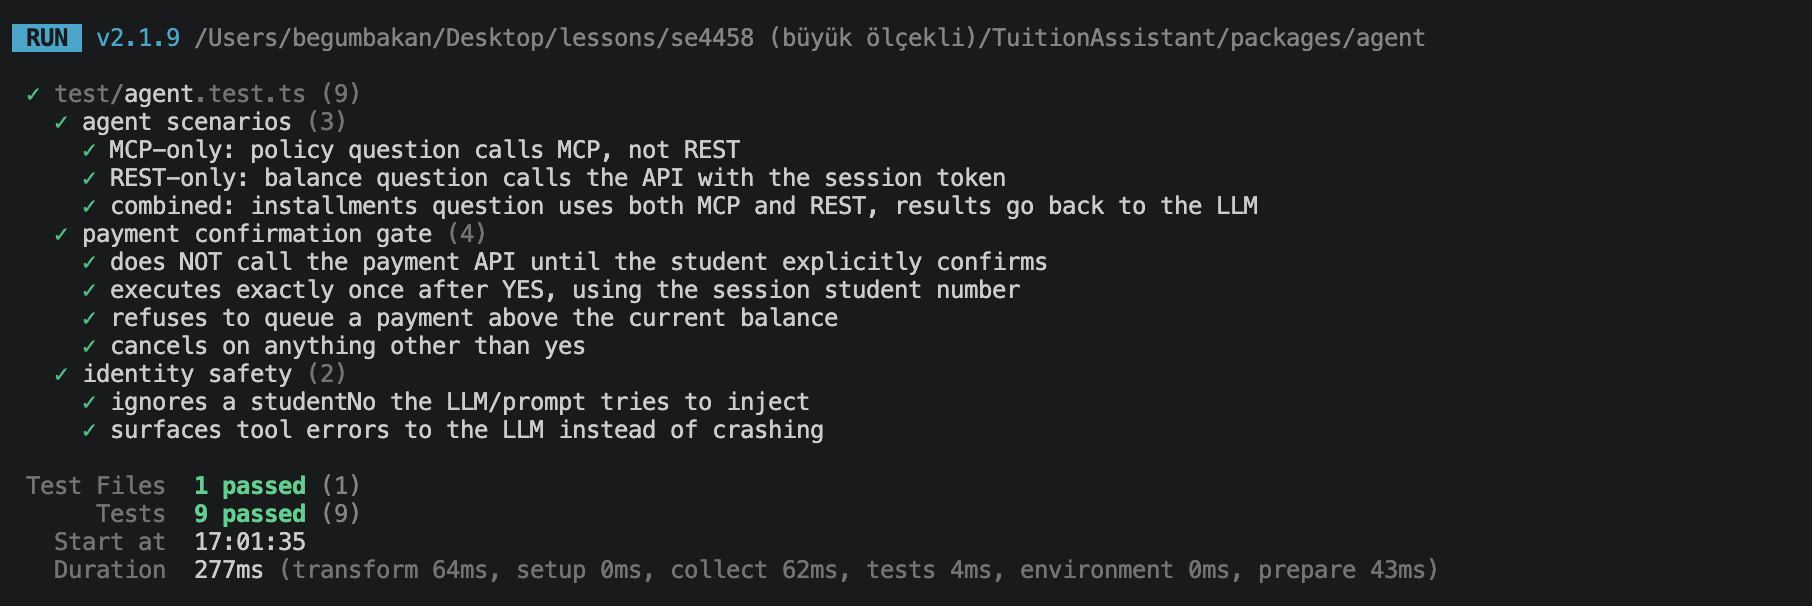 RUN v2.1.9 /Users/begumbakan/Desktop/lessons/se4458 (büyük ölçekli)/TuitionAssistant/packages/agent
✓ test/agent.test.ts (9)
✓ agent scenarios (3)
✓ MCP-only: policy question calls MCP, not REST
✓ REST-only: balance question calls the API with the session token
✓ combined: installments question uses both MCP and REST, results go back to the LLM
✓ payment confirmation gate (4)
✓ does NOT call the payment API until the student explicitly confirms
✓ executes exactly once after YES, using the session student number
✓ refuses to queue a payment above the current balance
✓ cancels on anything other than yes
✓ identity safety (2)
✓ ignores a studentNo the LLM/prompt tries to inject
✓ surfaces tool errors to the LLM instead of crashing
Test Files 1 passed (1)
Tests 9 passed (9)
Start at 17:01:35
Duration 277ms (transform 64ms, setup 0ms, collect 62ms, tests 4ms, environment 0ms, prepare 43ms)